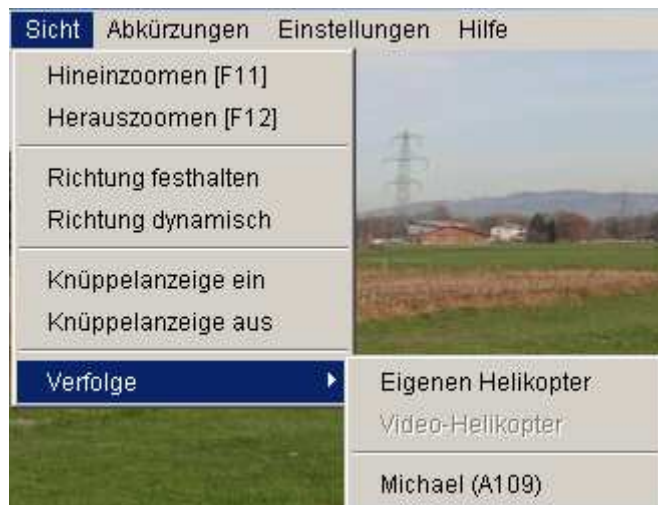 Sicht Abkürzungen Einstellungen Hilfe
Hineinzoomen [F11]
Herauszoomen [F12]
Richtung festhalten
Richtung dynamisch
Knüppelanzeige ein
Knüppelanzeige aus
Verfolge
Eigenen Helikopter
Video-Helikopter
Michael (A109)